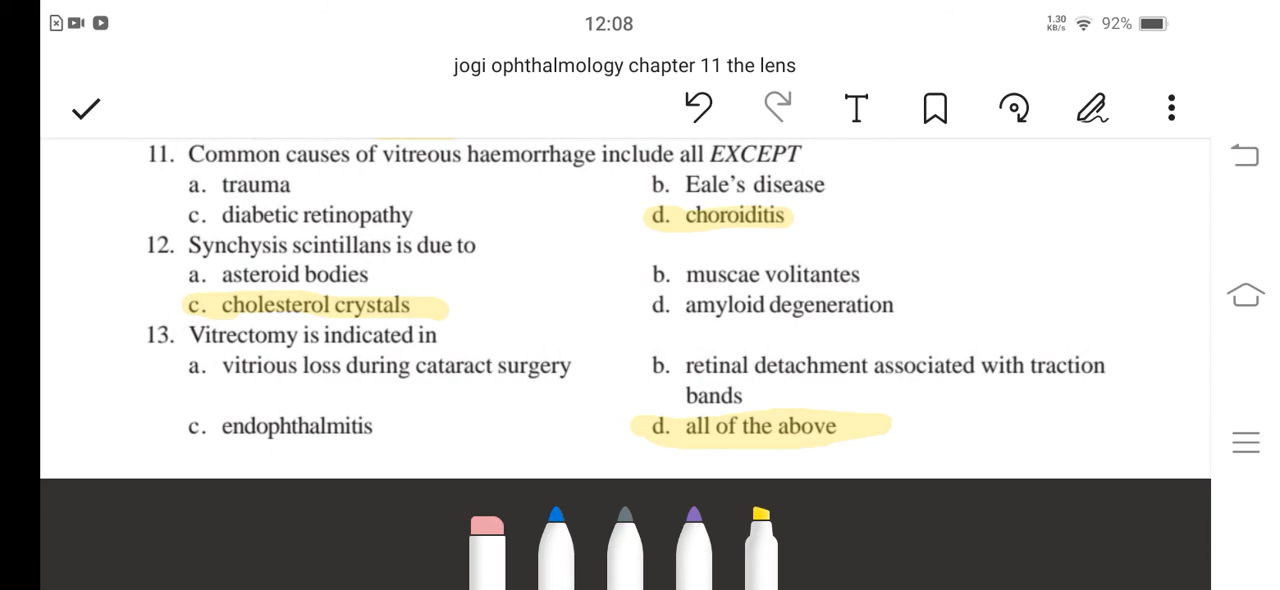 12:08
1.30 KB/s 92%
jogi ophthalmology chapter 11 the lens
T
11. Common causes of vitreous haemorrhage include all EXCEPT
a. trauma b. Eale's disease
c. diabetic retinopathy d. choroiditis
12. Synchysis scintillans is due to
a. asteroid bodies b. muscae volitantes
c. cholesterol crystals d. amyloid degeneration
13. Vitrectomy is indicated in
a. vitrious loss during cataract surgery b. retinal detachment associated with traction
bands
c. endophthalmitis d. all of the above